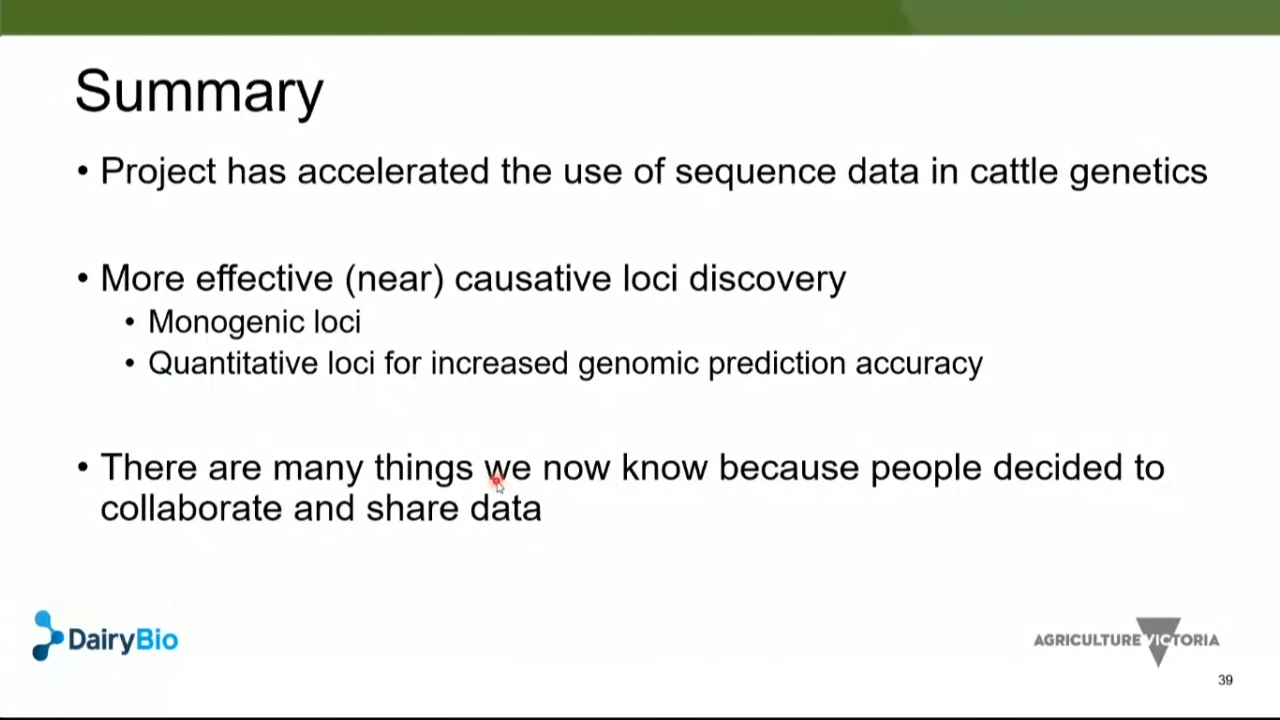 Summary
• Project has accelerated the use of sequence data in cattle genetics
• More effective (near) causative loci discovery
• Monogenic loci
• Quantitative loci for increased genomic prediction accuracy
• There are many things we now know because people decided to
collaborate and share data
DairyBio
AGRICULTURE VICTORIA
39